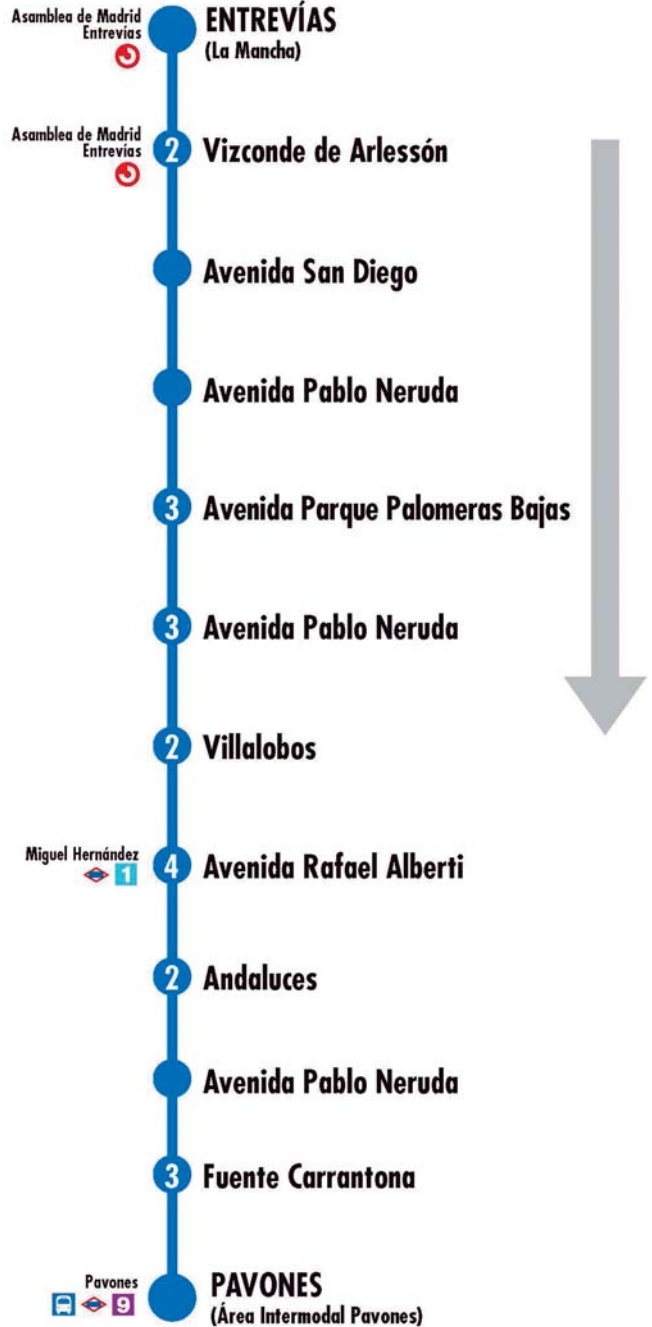 Asamblea de Madrid
Entrevías
ENTREVÍAS
(La Mancha)
Asamblea de Madrid
Entrevías
2
Vizconde de Arlessón
Avenida San Diego
Avenida Pablo Neruda
3
Avenida Parque Palomeras Bajas
3
Avenida Pablo Neruda
2
Villalobos
Miguel Hernández
1
4
Avenida Rafael Alberti
2
Andaluces
Avenida Pablo Neruda
3
Fuente Carrantona
Pavones
9
PAVONES
(Área Intermodal Pavones)